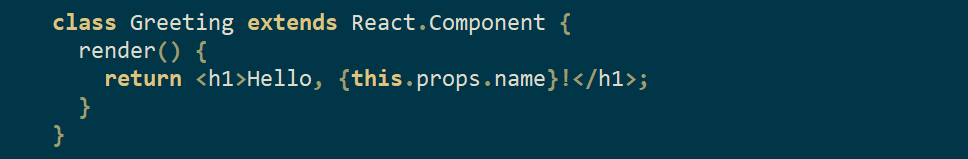 class Greeting extends React.Component {
  render() {
    return <h1>Hello, {this.props.name}!</h1>;
  }
}